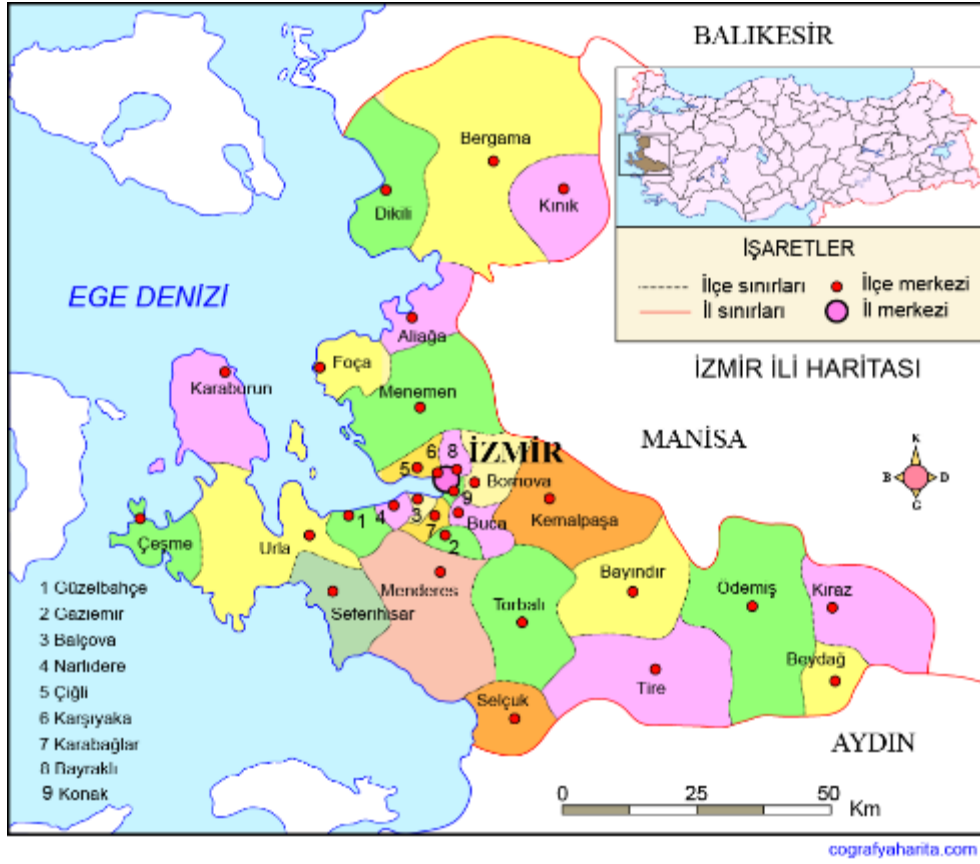 BALIKESİR
Bergama
Dikili
Kınık
İŞARETLER
İlçe sınırları
İlçe merkezi
İl sınırları
İl merkezi
EGE DENİZİ
Aliağa
Foça
İZMİR İLİ HARİTASI
Karaburun
Menemen
MANİSA
6
8
İZMİR
5
Bornova
K
B
D
G
9
4
3
1
7
Buca
Kemalpaşa
2
Çeşme
Urla
Menderes
Bayındır
Ödemiş
Kiraz
Seferihisar
Torbalı
Beydağ
Tire
Selçuk
1 Güzelbahçe
2 Gaziemir
3 Balçova
4 Narlıdere
5 Çiğli
6 Karşıyaka
7 Karabağlar
8 Bayraklı
9 Konak
AYDIN
0 25 50
Km
cografyaharita.com